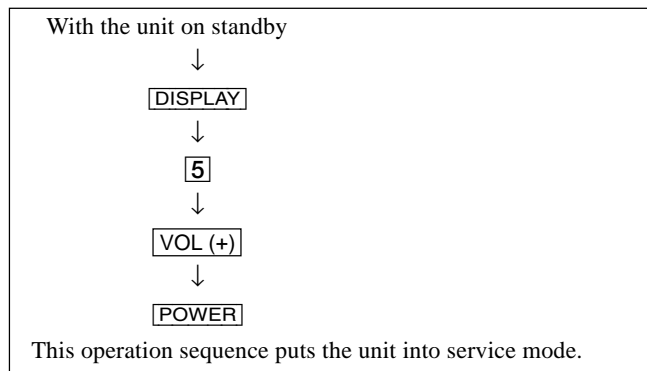 With the unit on standby
↓
DISPLAY
↓
5
↓
VOL (+)
↓
POWER
This operation sequence puts the unit into service mode.